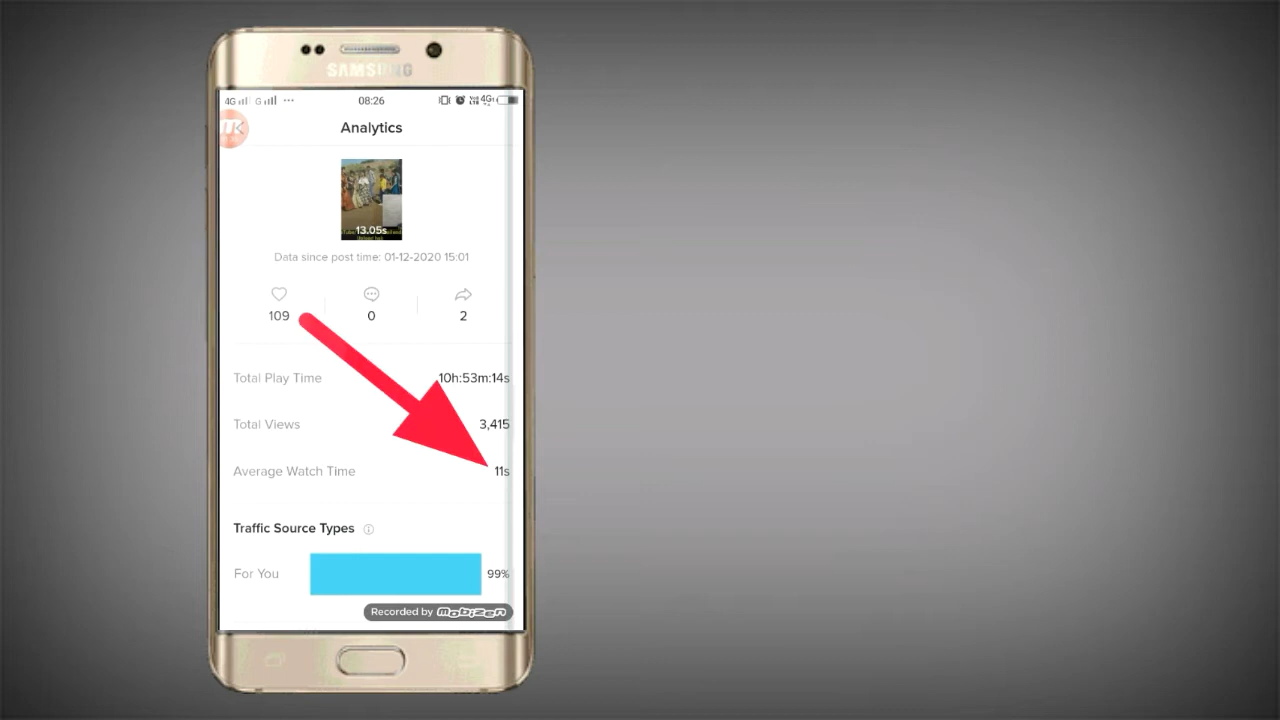 SAMSUNG
4G G ... 08:26 4G+
Analytics
13.05s
Data since post time: 01-12-2020 15:01
109 0 2
Total Play Time 10h:53m:14s
Total Views 3,415
Average Watch Time 11s
Traffic Source Types
For You 99%
Recorded by mobizen